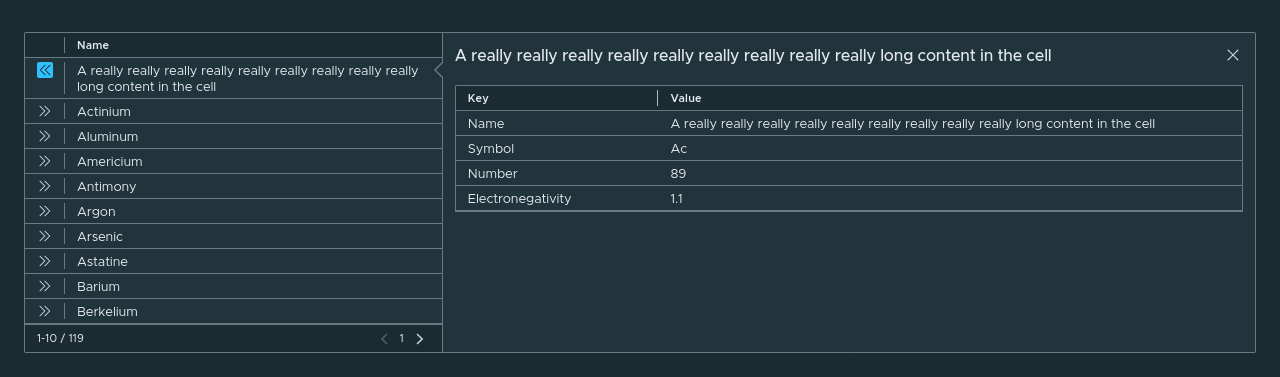 Name
A really really really really really really really really really
long content in the cell
Actinium
Aluminum
Americium
Antimony
Argon
Arsenic
Astatine
Barium
Berkelium
1-10 / 119
1
A really really really really really really really really really long content in the cell
Key Value
Name A really really really really really really really really really long content in the cell
Symbol Ac
Number 89
Electronegativity 1.1